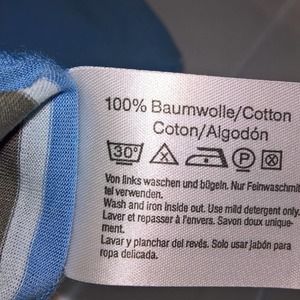 100% Baumwolle/Cotton
Coton/Algodón
30° P
Von links waschen und bügeln. Nur Feinwaschmit-
tel verwenden.
Wash and iron inside out. Use mild detergent only.
Laver et repasser à l'envers. Savon doux unique-
ment.
Lavar y planchar del revés. Solo usar jabón para
ropa delicada.